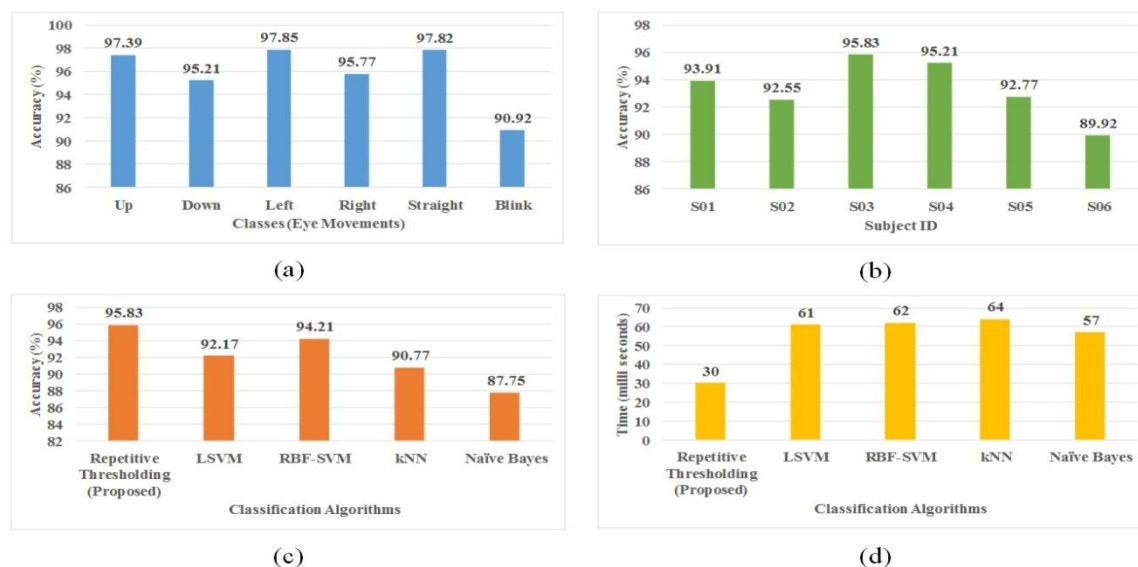 100
98
96
94
92
90
88
86
Accuracy (%)
97.39
95.21
97.85
95.77
97.82
90.92
Up Down Left Right Straight Blink
Classes (Eye Movements)
(a)
98
96
94
92
90
88
86
Accuracy (%)
93.91
92.55
95.83
95.21
92.77
89.92
S01 S02 S03 S04 S05 S06
Subject ID
(b)
98
96
94
92
90
88
86
84
82
Accuracy (%)
95.83
92.17
94.21
90.77
87.75
Repetitive LSVM RBF-SVM kNN Naïve Bayes
Thresholding
(Proposed)
Classification Algorithms
(c)
70
60
50
40
30
20
10
0
Time (milli seconds)
30
61
62
64
57
Repetitive LSVM RBF-SVM kNN Naïve Bayes
Thresholding
(Proposed)
Classification Algorithms
(d)